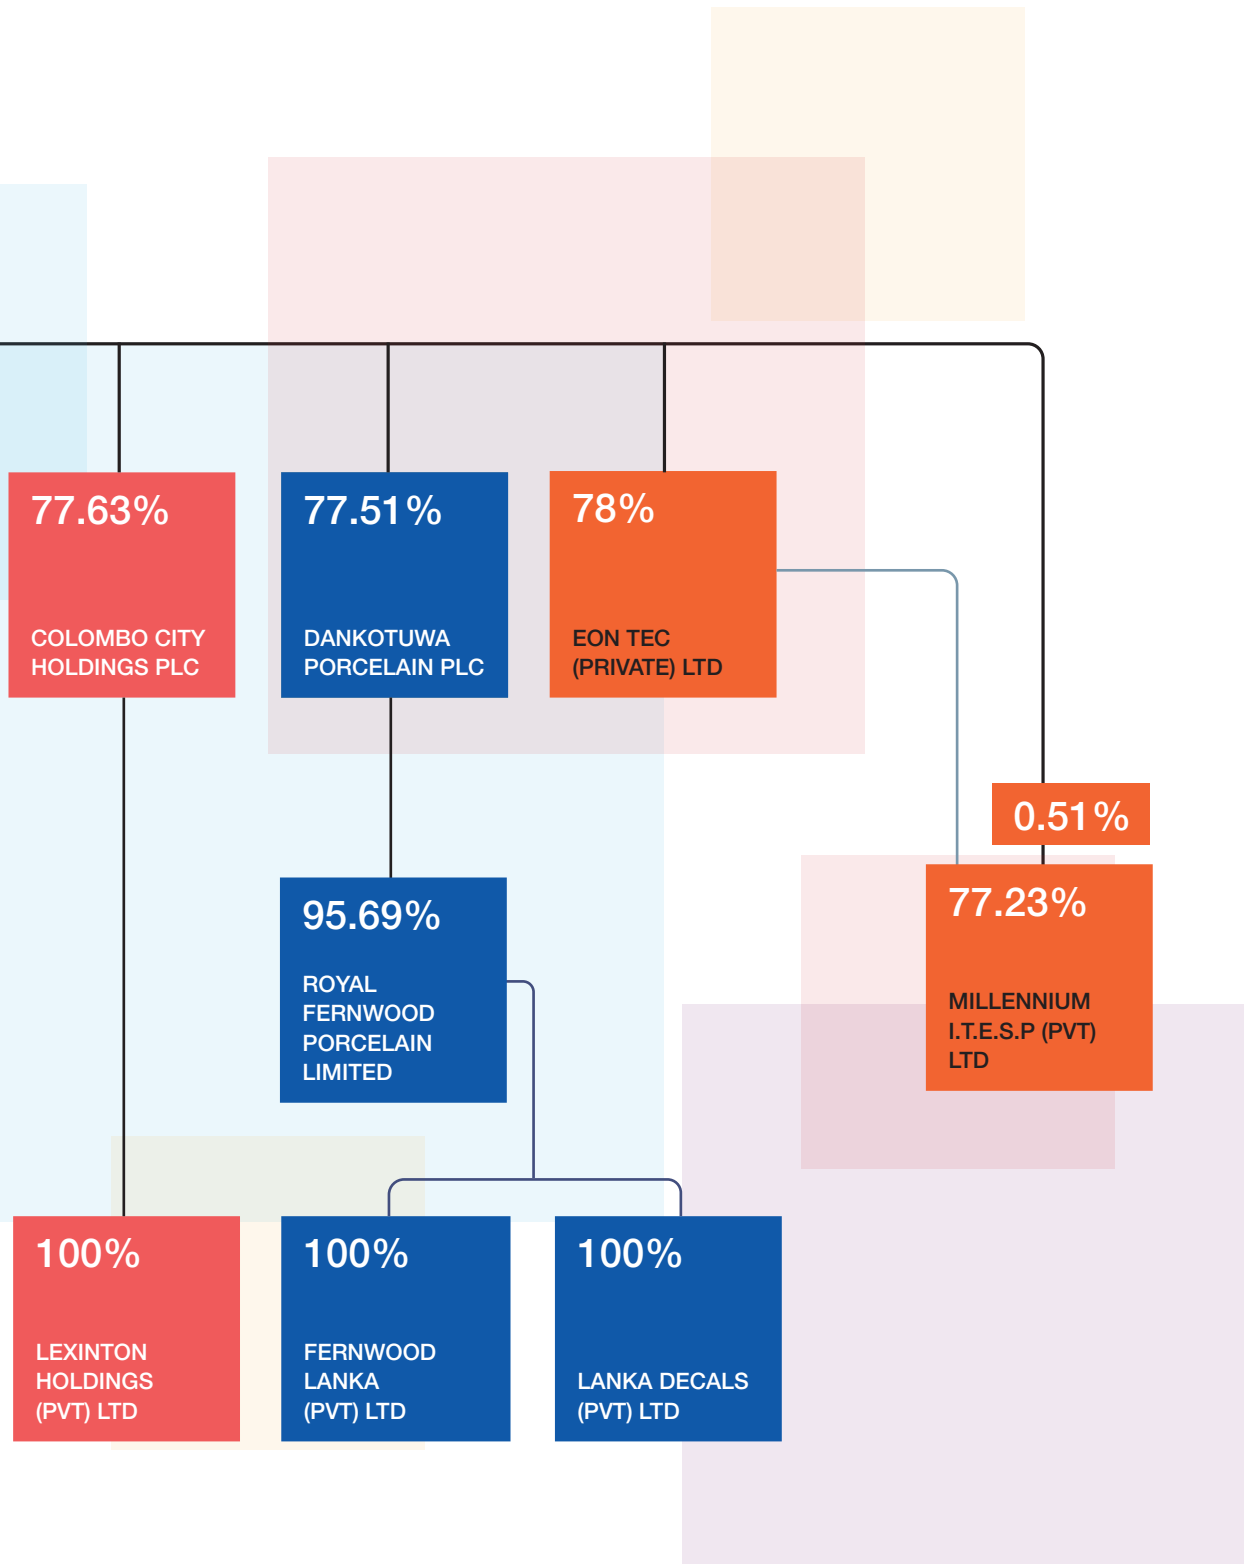 77.63%
COLOMBO CITY
HOLDINGS PLC
77.51%
DANKOTUWA
PORCELAIN PLC
78%
EON TEC
(PRIVATE) LTD
0.51%
77.23%
MILLENNIUM
I.T.E.S.P (PVT)
LTD
95.69%
ROYAL
FERNWOOD
PORCELAIN
LIMITED
100%
LEXINTON
HOLDINGS
(PVT) LTD
100%
FERNWOOD
LANKA
(PVT) LTD
100%
LANKA DECALS
(PVT) LTD